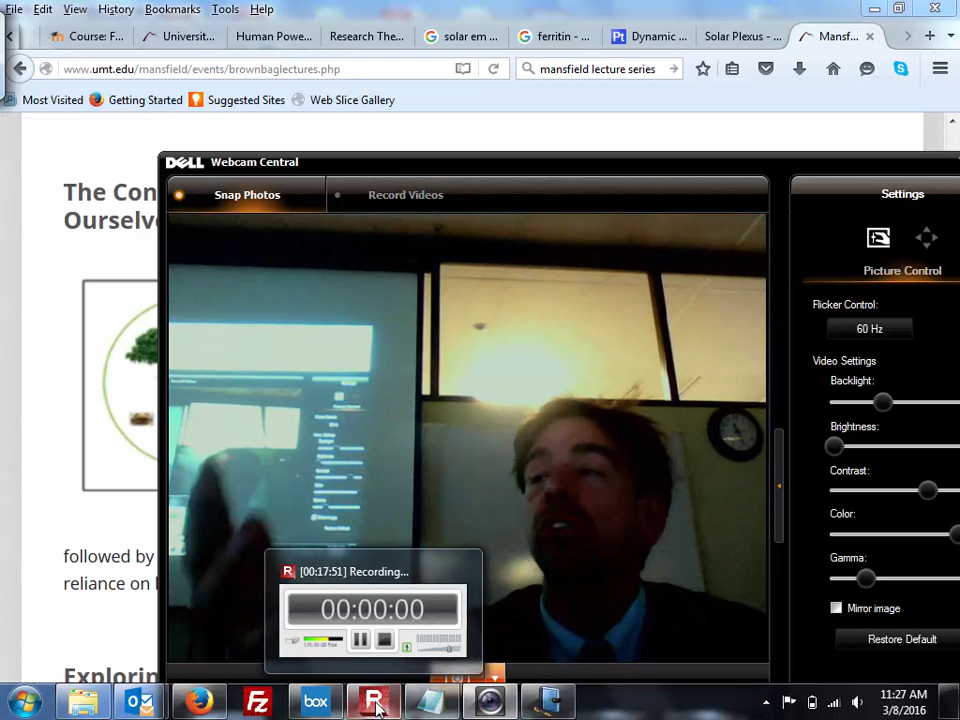 File Edit View History Bookmarks Tools Help
Course: F...
Universit...
Human Powe...
Research The...
solar em ...
ferritin - ...
Pt Dynamic ...
Solar Plexus - ...
Mansf...
www.umt.edu/mansfield/events/brownbaglectures.php
mansfield lecture series
Most Visited Getting Started Suggested Sites Web Slice Gallery
The Con
Ourselve
DELL Webcam Central
Snap Photos
Record Videos
Settings
Picture Control
Flicker Control:
60 Hz
Video Settings
Backlight:
Brightness:
Contrast:
Color:
Gamma:
Mirror image
Restore Default
R [00:17:51] Recording...
00:00:00
followed by
reliance on
Exploring
Fz
box
R
11:27 AM
3/8/2016